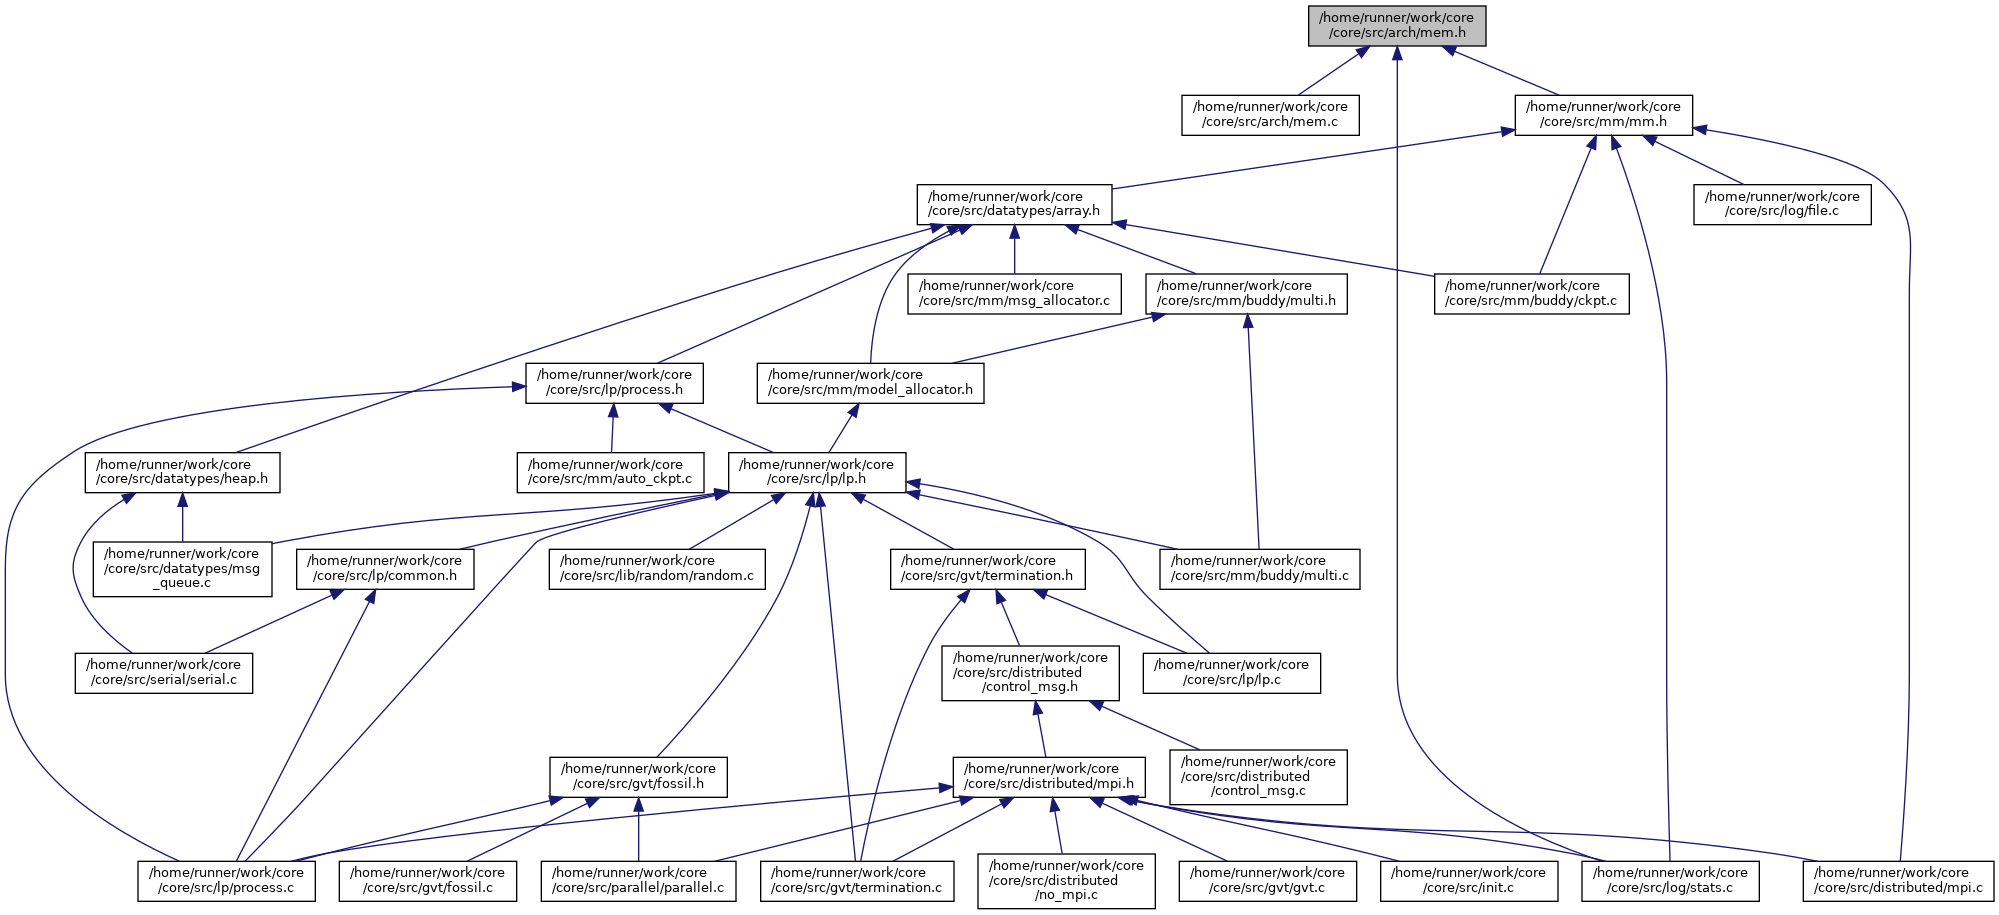 /home/runner/work/core
/core/src/arch/mem.h
/home/runner/work/core
/core/src/arch/mem.c
/home/runner/work/core
/core/src/mm/mm.h
/home/runner/work/core
/core/src/datatypes/array.h
/home/runner/work/core
/core/src/log/file.c
/home/runner/work/core
/core/src/mm/msg_allocator.c
/home/runner/work/core
/core/src/mm/buddy/multi.h
/home/runner/work/core
/core/src/mm/buddy/ckpt.c
/home/runner/work/core
/core/src/lp/process.h
/home/runner/work/core
/core/src/mm/model_allocator.h
/home/runner/work/core
/core/src/datatypes/heap.h
/home/runner/work/core
/core/src/mm/auto_ckpt.c
/home/runner/work/core
/core/src/lp/lp.h
/home/runner/work/core
/core/src/datatypes/msg
_queue.c
/home/runner/work/core
/core/src/lp/common.h
/home/runner/work/core
/core/src/lib/random/random.c
/home/runner/work/core
/core/src/gvt/termination.h
/home/runner/work/core
/core/src/mm/buddy/multi.c
/home/runner/work/core
/core/src/serial/serial.c
/home/runner/work/core
/core/src/distributed
/control_msg.h
/home/runner/work/core
/core/src/lp/lp.c
/home/runner/work/core
/core/src/gvt/fossil.h
/home/runner/work/core
/core/src/distributed/mpi.h
/home/runner/work/core
/core/src/distributed
/control_msg.c
/home/runner/work/core
/core/src/lp/process.c
/home/runner/work/core
/core/src/gvt/fossil.c
/home/runner/work/core
/core/src/parallel/parallel.c
/home/runner/work/core
/core/src/gvt/termination.c
/home/runner/work/core
/core/src/distributed
/no_mpi.c
/home/runner/work/core
/core/src/gvt/gvt.c
/home/runner/work/core
/core/src/init.c
/home/runner/work/core
/core/src/log/stats.c
/home/runner/work/core
/core/src/distributed/mpi.c